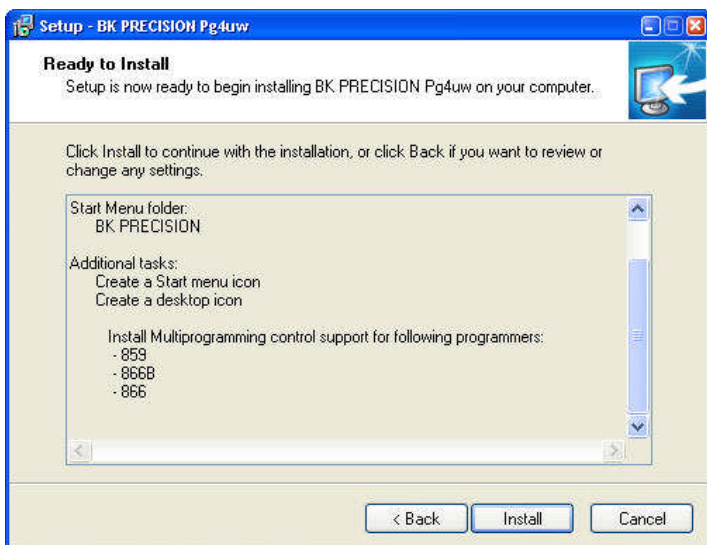 Setup - BK PRECISION Pg4uw
Ready to Install
Setup is now ready to begin installing BK PRECISION Pg4uw on your computer.
Click Install to continue with the installation, or click Back if you want to review or
change any settings.
Start Menu folder:
BK PRECISION
Additional tasks:
Create a Start menu icon
Create a desktop icon
Install Multiprogramming control support for following programmers:
- 859
- 866B
- 866
< Back
Install
Cancel